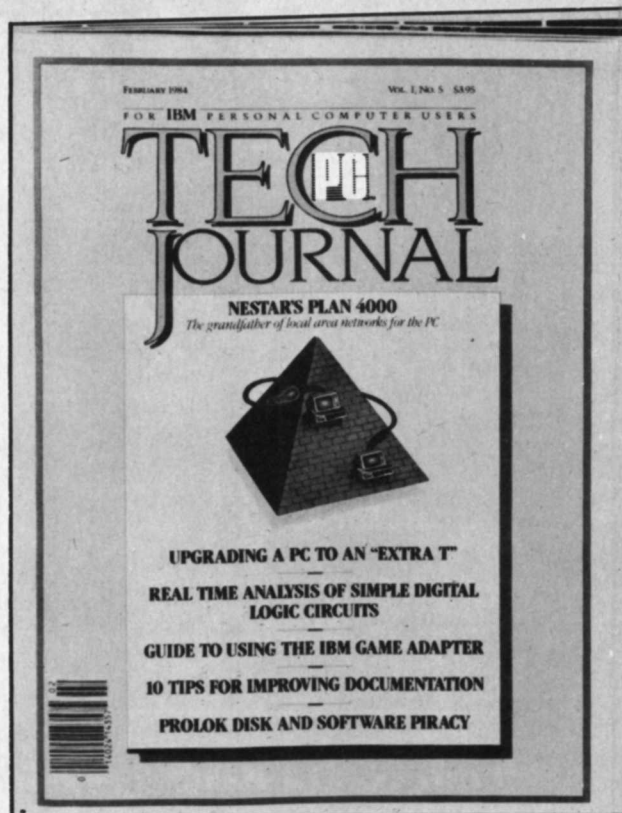 FEBRUARY 1984 VOL. 1, NO. 5 $3.95
FOR IBM PERSONAL COMPUTER USERS
PC
TECH
JOURNAL
NESTAR'S PLAN 4000
The grandfather of local area networks for the PC
UPGRADING A PC TO AN "EXTRA T"
REAL TIME ANALYSIS OF SIMPLE DIGITAL
LOGIC CIRCUITS
GUIDE TO USING THE IBM GAME ADAPTER
10 TIPS FOR IMPROVING DOCUMENTATION
PROLOK DISK AND SOFTWARE PIRACY
02